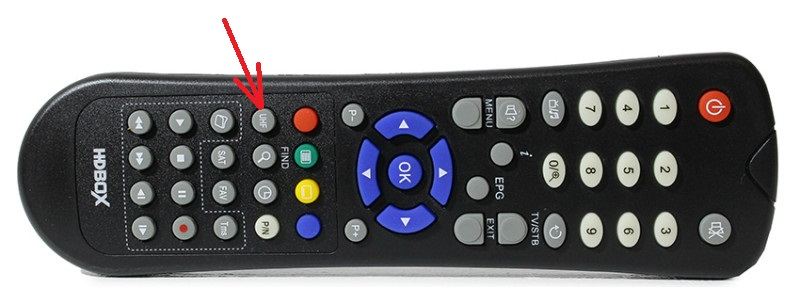 1 2 3
4 5 6
7 8 9
0/
? TV/STB
i
MENU EPG EXIT
P- OK P+
FIND
UHF P/N
SAT FAV Tms
HDBOX